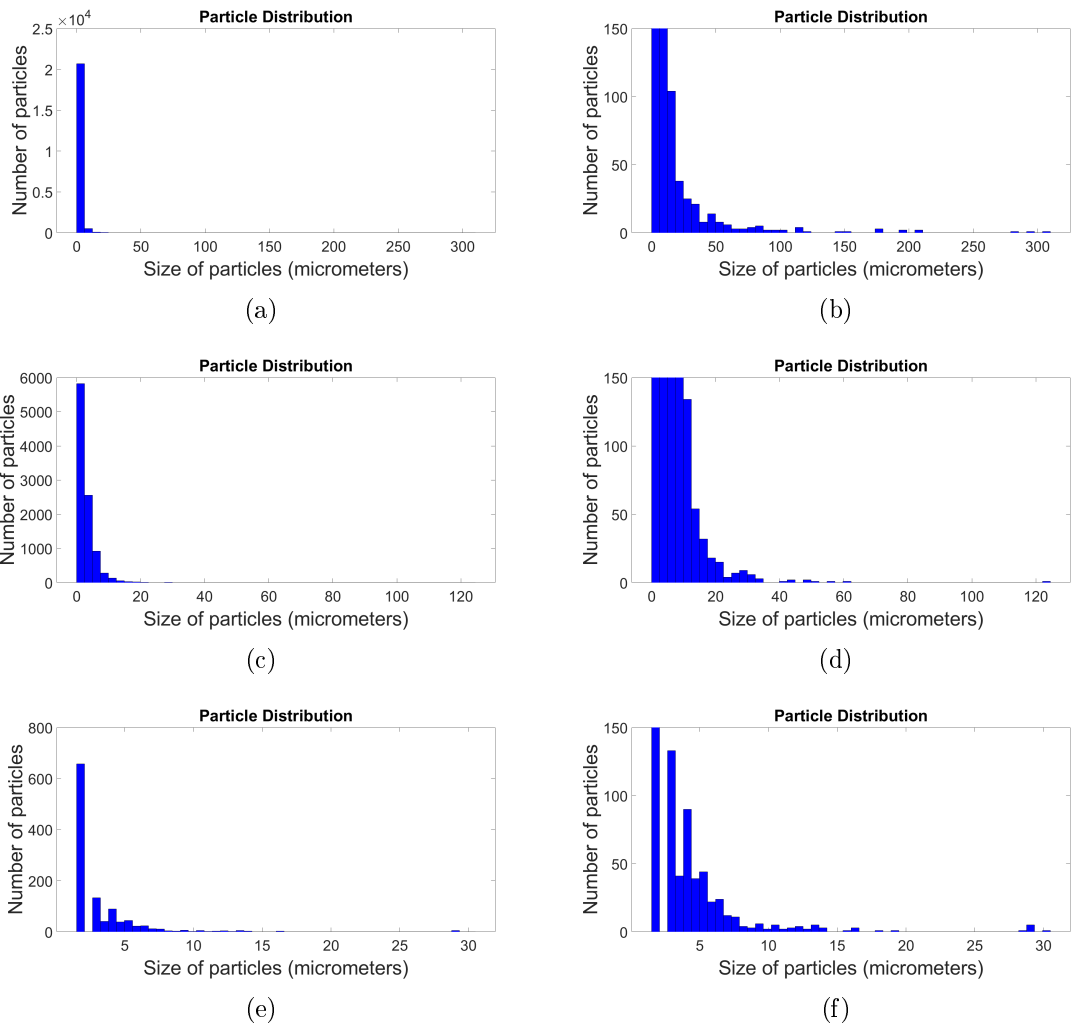 Particle Distribution
×10^4
2.5
2
1.5
1
0.5
0
Number of particles
0 50 100 150 200 250 300
Size of particles (micrometers)
(a)
Particle Distribution
150
100
50
0
Number of particles
0 50 100 150 200 250 300
Size of particles (micrometers)
(b)
Particle Distribution
6000
5000
4000
3000
2000
1000
0
Number of particles
0 20 40 60 80 100 120
Size of particles (micrometers)
(c)
Particle Distribution
150
100
50
0
Number of particles
0 20 40 60 80 100 120
Size of particles (micrometers)
(d)
Particle Distribution
800
600
400
200
0
Number of particles
5 10 15 20 25 30
Size of particles (micrometers)
(e)
Particle Distribution
150
100
50
0
Number of particles
5 10 15 20 25 30
Size of particles (micrometers)
(f)